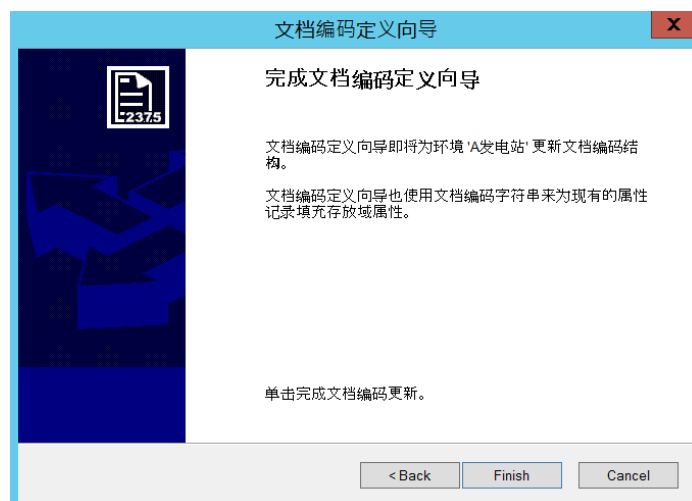 文档编码定义向导
X
E2375
完成文档编码定义向导
文档编码定义向导即将为环境 'A发电站' 更新文档编码结
构。
文档编码定义向导也使用文档编码字符串来为现有的属性
记录填充存放域属性。
单击完成文档编码更新。
< Back
Finish
Cancel